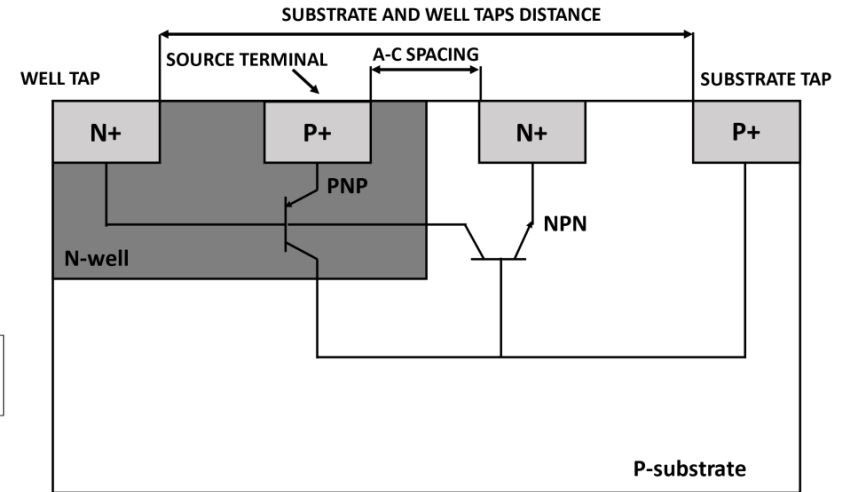 SUBSTRATE AND WELL TAPS DISTANCE
SOURCE TERMINAL
A-C SPACING
WELL TAP
SUBSTRATE TAP
N+
P+
N+
P+
PNP
NPN
N-well
P-substrate